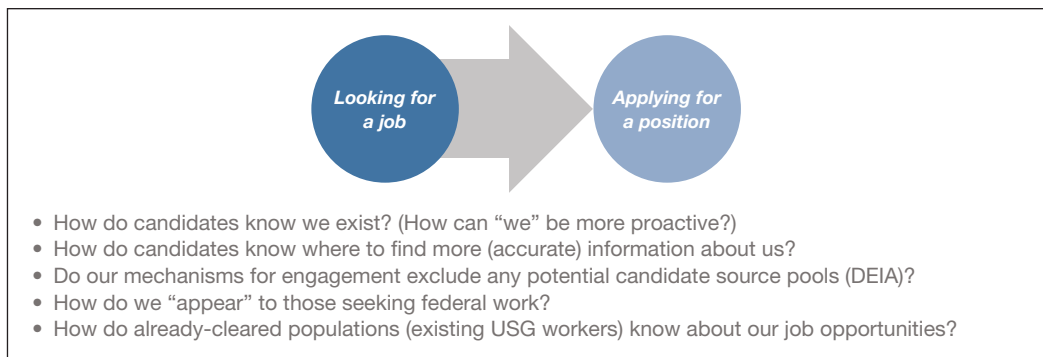 Looking for
a job
Applying for
a position
• How do candidates know we exist? (How can “we” be more proactive?)
• How do candidates know where to find more (accurate) information about us?
• Do our mechanisms for engagement exclude any potential candidate source pools (DEIA)?
• How do we “appear” to those seeking federal work?
• How do already-cleared populations (existing USG workers) know about our job opportunities?